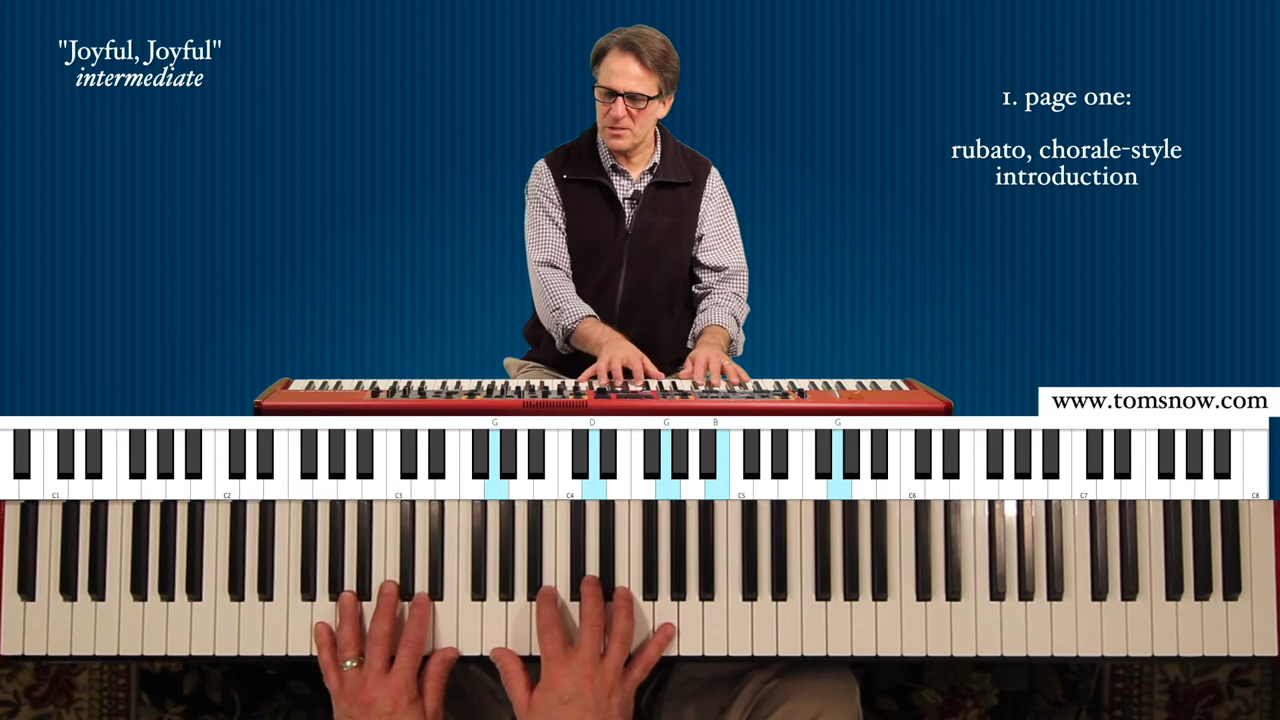 "Joyful, Joyful"
intermediate
1. page one:
rubato, chorale-style
introduction
www.tomsnow.com
G D G B G
C1 C2 C3 C4 C5 C6 C7 C8